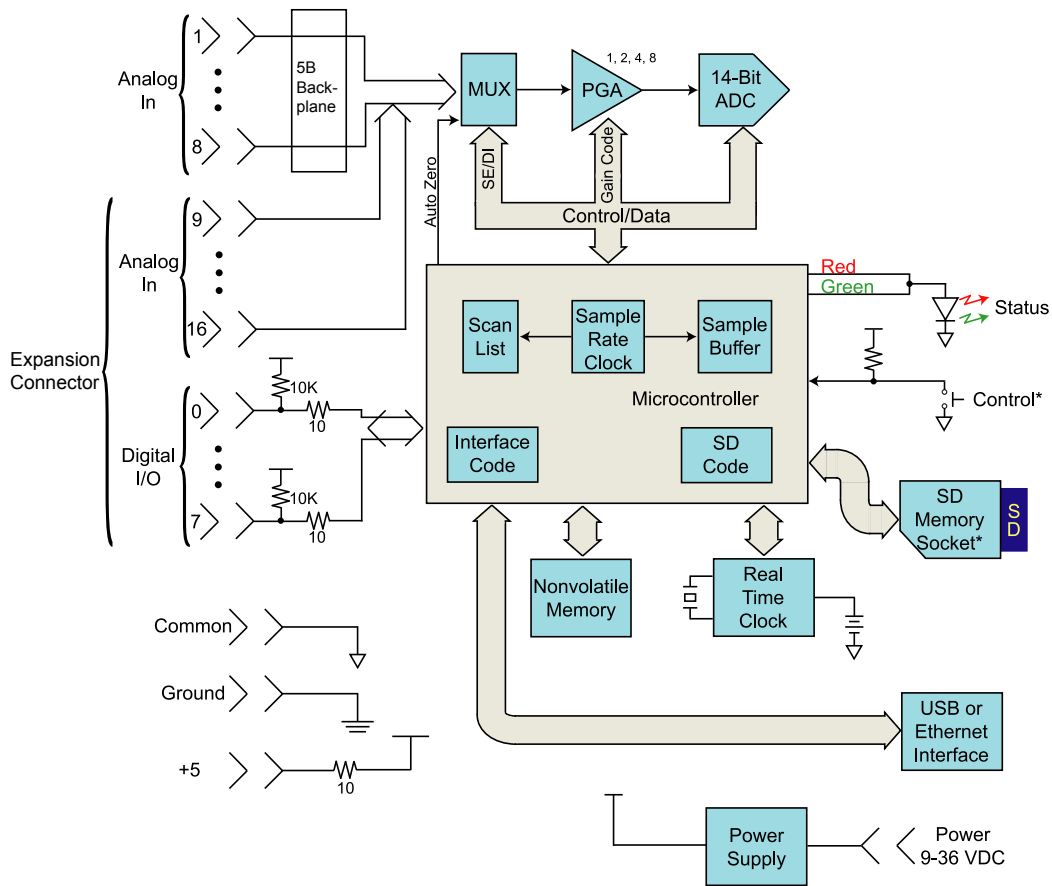 1
Analog
In
8
5B
Back-
plane
MUX
1, 2, 4, 8
PGA
14-Bit
ADC
Auto Zero
SE/DI
Gain Code
Control/Data
Expansion
Connector
9
Analog
In
16
10K
0
10
Digital
I/O
10K
7
10
Scan
List
Sample
Rate
Clock
Sample
Buffer
Microcontroller
Interface
Code
SD
Code
Red
Green
Status
Control*
SD
Memory
Socket*
SD
Nonvolatile
Memory
Real
Time
Clock
Common
Ground
+5
10
USB or
Ethernet
Interface
Power
Supply
Power
9-36 VDC